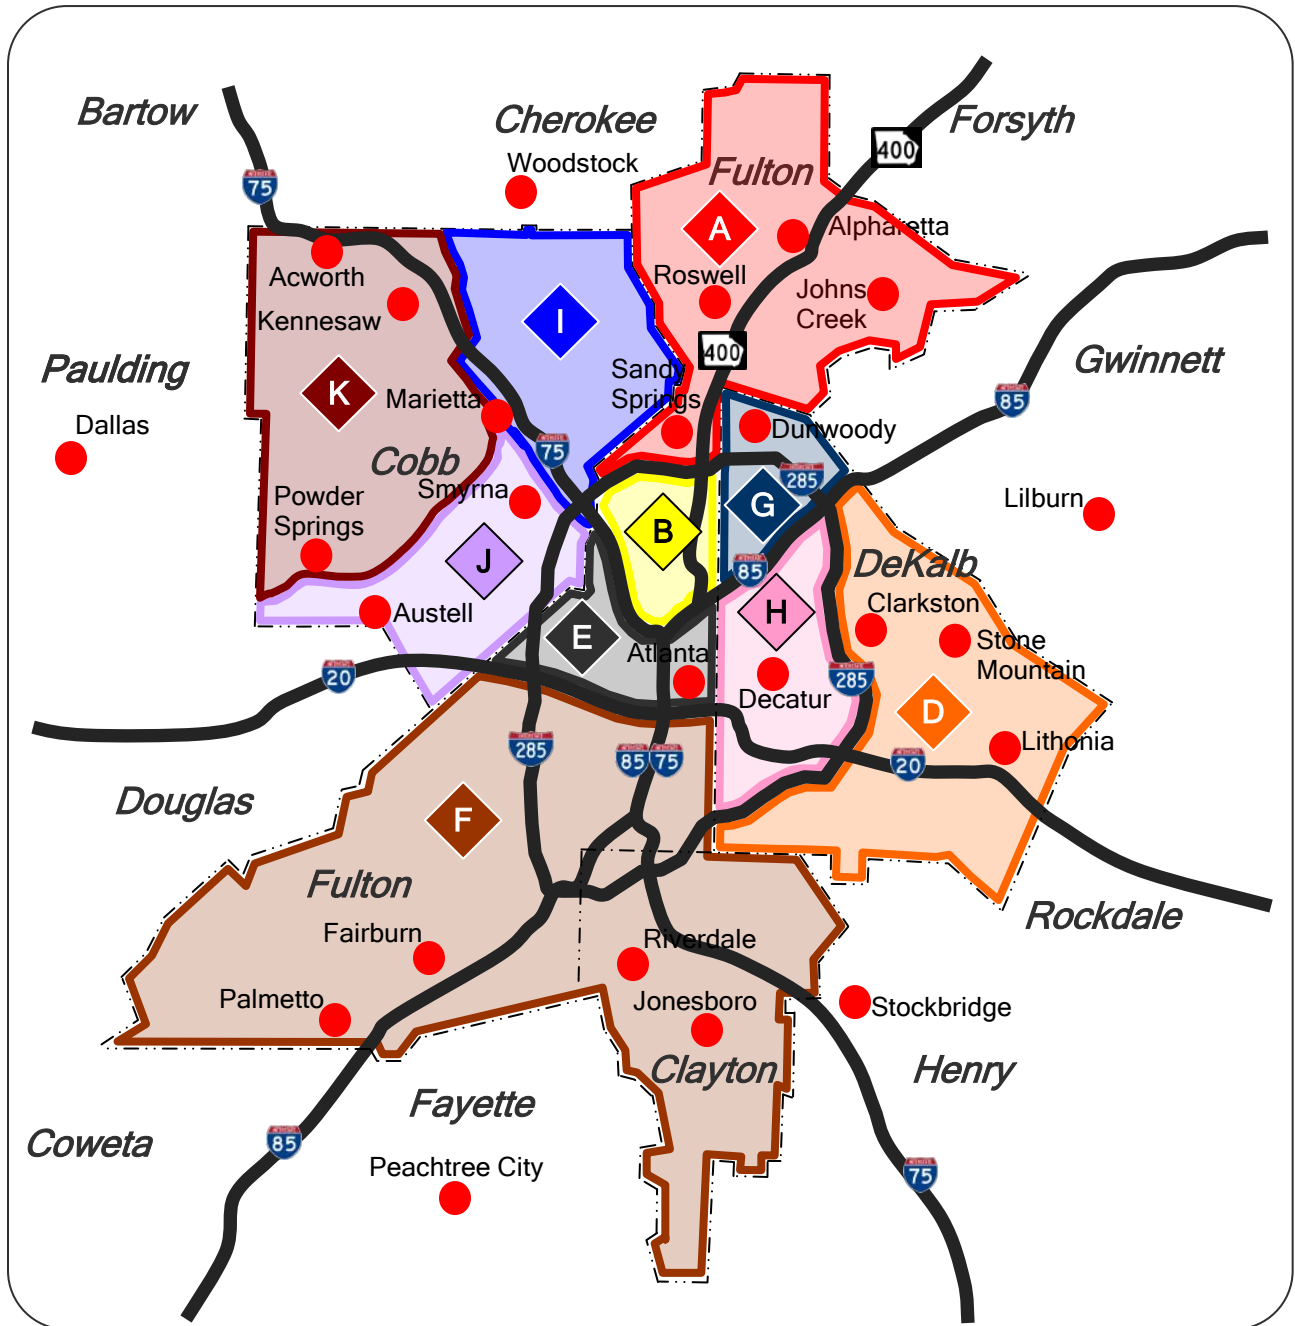 Bartow
Cherokee
Forsyth
400
Woodstock
Fulton
75
A
Alpharetta
Roswell
Acworth
Johns
Creek
Kennesaw
I
400
Gwinnett
Paulding
Sandy
Springs
K
Marietta
85
Dallas
Dunwoody
75
Cobb
285
Smyrna
Powder
Springs
G
Lilburn
B
J
85
DeKalb
Austell
E
H
Clarkston
Atlanta
Stone
Mountain
20
285
Decatur
D
Lithonia
285
85
75
20
Douglas
F
Fulton
Rockdale
Fairburn
Riverdale
Palmetto
Jonesboro
Stockbridge
Clayton
Henry
Fayette
Coweta
85
Peachtree City
75